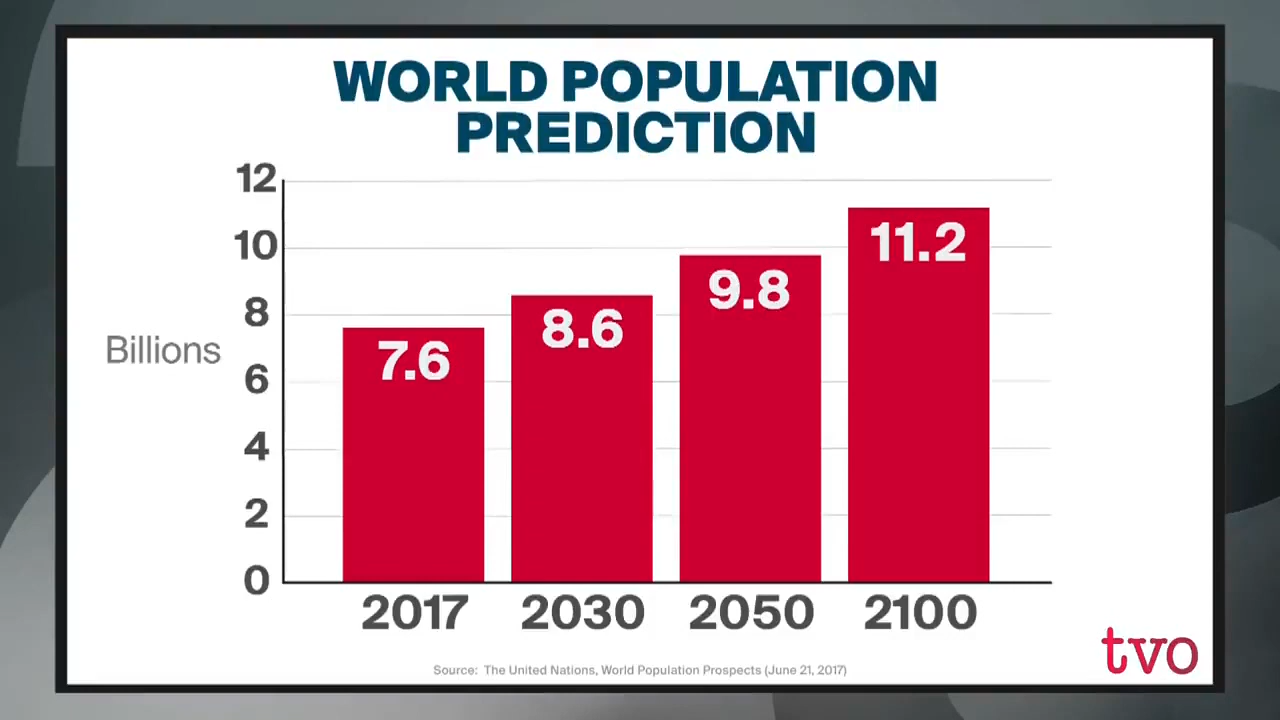 WORLD POPULATION
PREDICTION
12
10
8
6
4
2
0
Billions
7.6
8.6
9.8
11.2
2017 2030 2050 2100
Source: The United Nations, World Population Prospects (June 21, 2017)
tvo